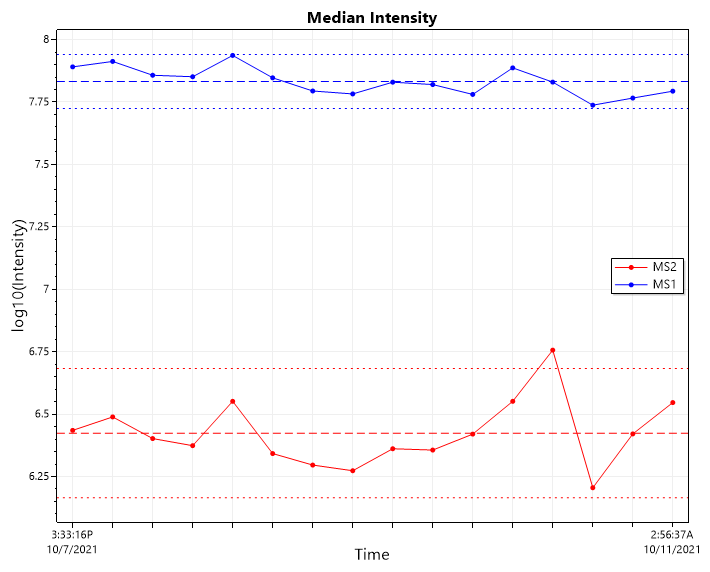 Median Intensity
8
7.75
7.5
7.25
7
6.75
6.5
6.25
log10(Intensity)
MS2
MS1
3:33:16P
10/7/2021
2:56:37A
10/11/2021
Time